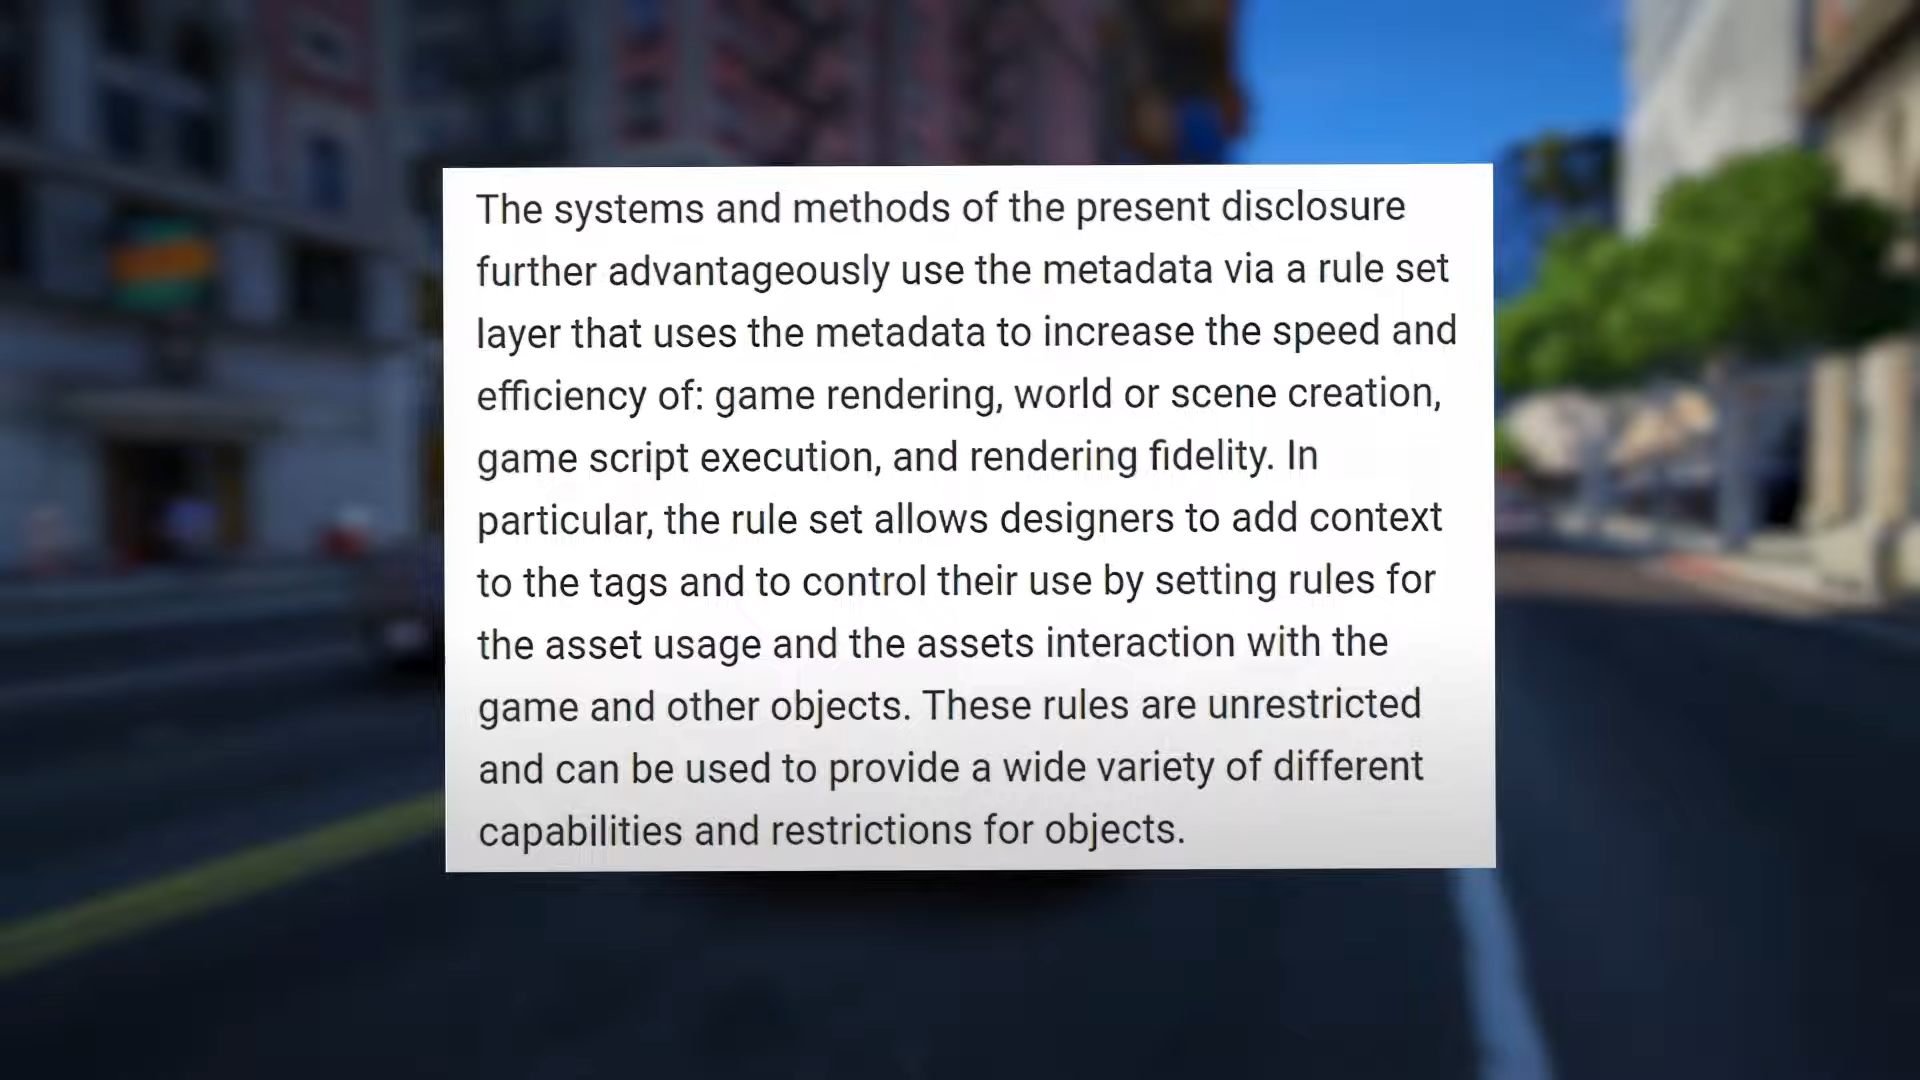 The systems and methods of the present disclosure
further advantageously use the metadata via a rule set
layer that uses the metadata to increase the speed and
efficiency of: game rendering, world or scene creation,
game script execution, and rendering fidelity. In
particular, the rule set allows designers to add context
to the tags and to control their use by setting rules for
the asset usage and the assets interaction with the
game and other objects. These rules are unrestricted
and can be used to provide a wide variety of different
capabilities and restrictions for objects.